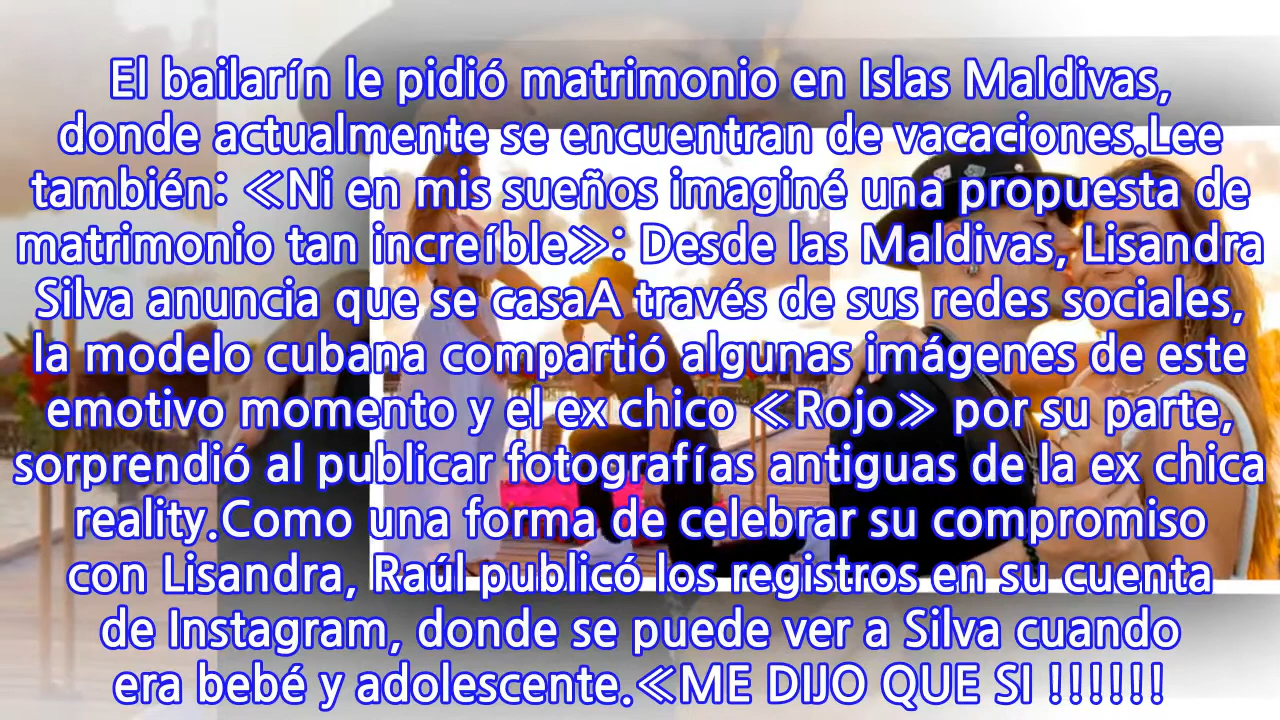 El bailarín le pidió matrimonio en Islas Maldivas,
donde actualmente se encuentran de vacaciones.Lee
también: ≪Ni en mis sueños imaginé una propuesta de
matrimonio tan increíble≫: Desde las Maldivas, Lisandra
Silva anuncia que se casaA través de sus redes sociales,
la modelo cubana compartió algunas imágenes de este
emotivo momento y el ex chico ≪Rojo≫ por su parte,
sorprendió al publicar fotografías antiguas de la ex chica
reality.Como una forma de celebrar su compromiso
con Lisandra, Raúl publicó los registros en su cuenta
de Instagram, donde se puede ver a Silva cuando
era bebé y adolescente.≪ME DIJO QUE SI !!!!!!